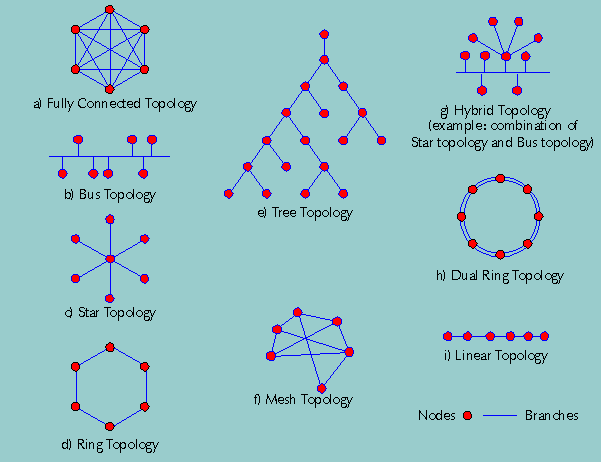 a) Fully Connected Topology
b) Bus Topology
c) Star Topology
d) Ring Topology
e) Tree Topology
f) Mesh Topology
g) Hybrid Topology
(example: combination of
Star topology and Bus topology)
h) Dual Ring Topology
i) Linear Topology
Nodes
Branches